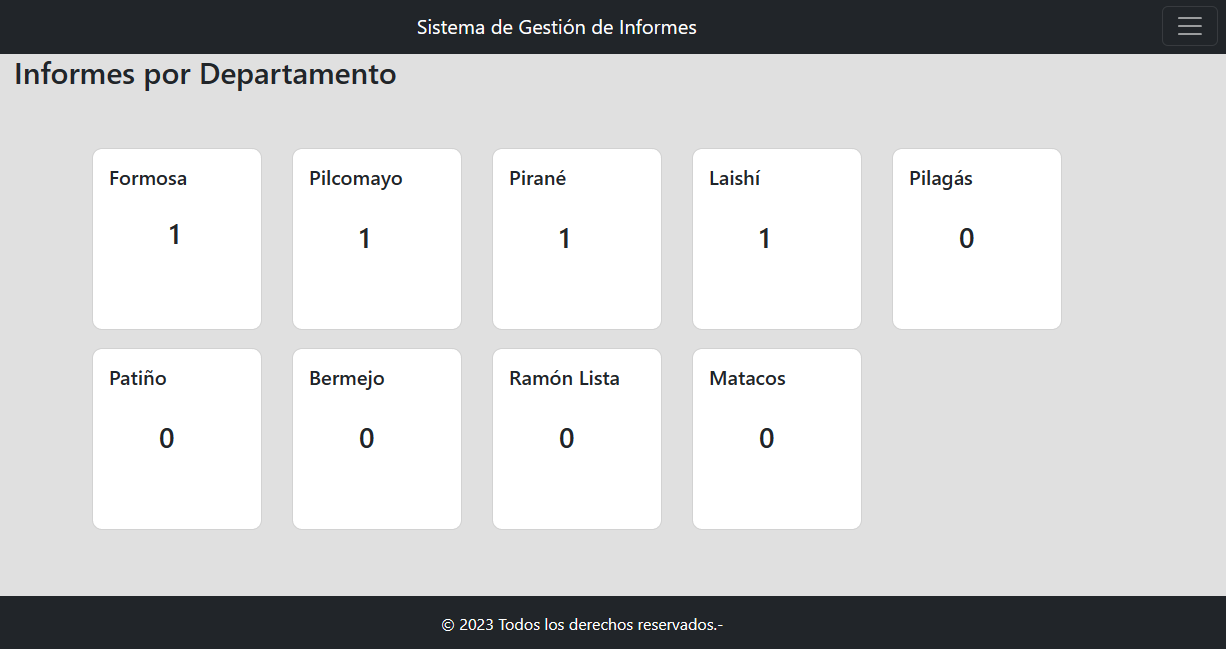 Sistema de Gestión de Informes
Informes por Departamento
Formosa
1
Pilcomayo
1
Pirané
1
Laishí
1
Pilagás
0
Patiño
0
Bermejo
0
Ramón Lista
0
Matacos
0
© 2023 Todos los derechos reservados.-